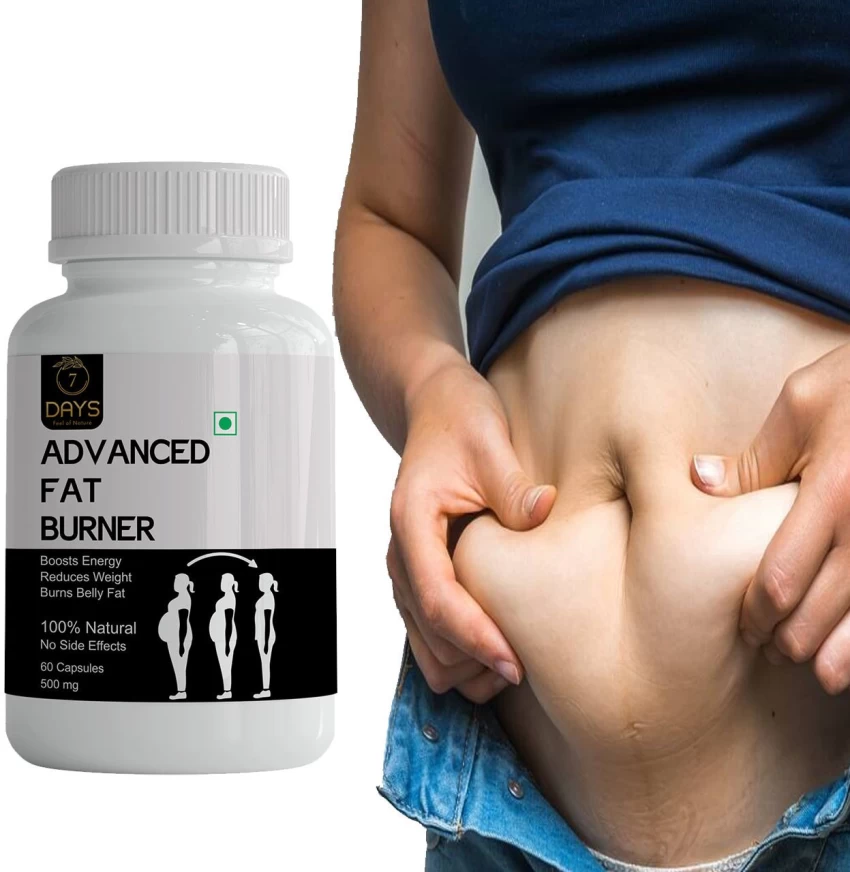 7
DAYS
Feel of Nature
ADVANCED
FAT
BURNER
Boosts Energy
Reduces Weight
Burns Belly Fat
100% Natural
No Side Effects
60 Capsules
500 mg